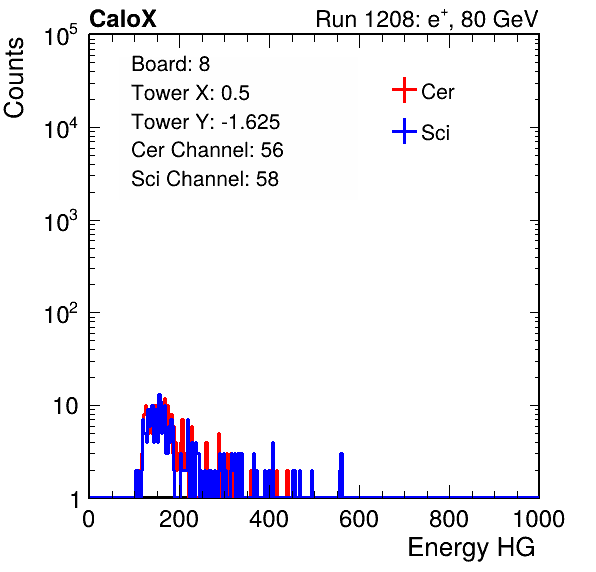 CaloX Run 1208: e⁺, 80 GeV
Counts
10⁵
10⁴
10³
10²
10
1
Board: 8
Tower X: 0.5
Tower Y: -1.625
Cer Channel: 56
Sci Channel: 58
Cer
Sci
0 200 400 600 800 1000
Energy HG